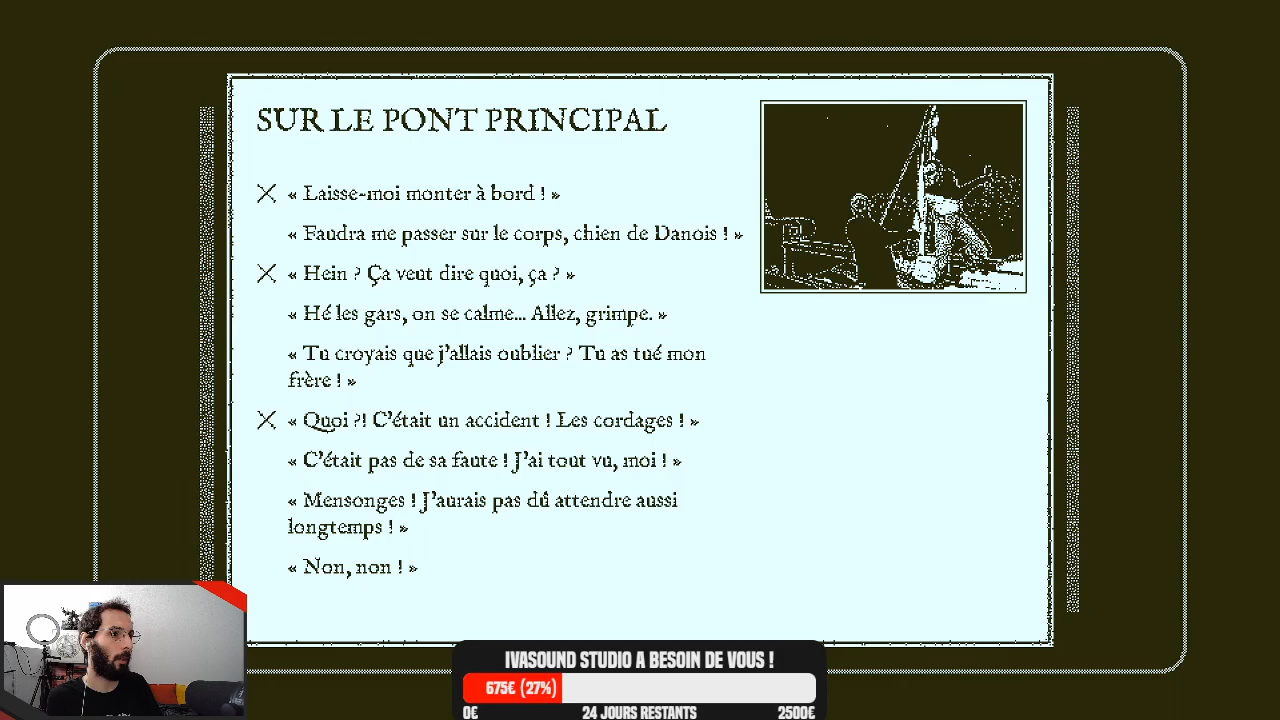 SUR LE PONT PRINCIPAL
« Laisse-moi monter à bord ! »
« Faudra me passer sur le corps, chien de Danois ! »
« Hein ? Ça veut dire quoi, ça ? »
« Hé les gars, on se calme... Allez, grimpe. »
« Tu croyais que j'allais oublier ? Tu as tué mon
frère ! »
« Quoi ?! C'était un accident ! Les cordages ! »
« C'était pas de sa faute ! J'ai tout vu, moi ! »
« Mensonges ! J'aurais pas dû attendre aussi
longtemps ! »
« Non, non ! »
IVASOUND STUDIO A BESOIN DE VOUS !
675€ (27%)
0€ 24 JOURS RESTANTS 2500€